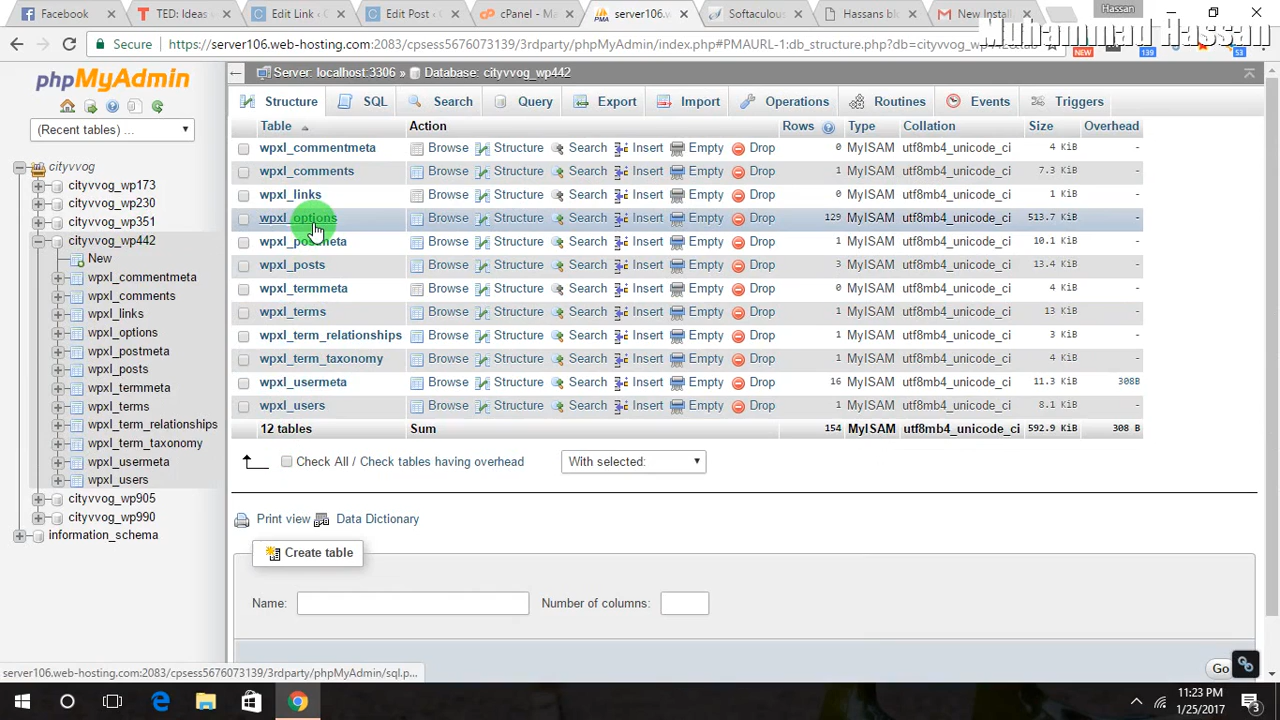 Facebook
TED: Ideas
Edit Link ‹ C
Edit Post ‹ C
cPanel - Ma
server106.w
Softaculous
Hassans bl
New Install
Hassan
Muhammad Hassan
Secure
https://server106.web-hosting.com:2083/cpsess5676073139/3rdparty/phpMyAdmin/index.php#PMAURL-1:db_structure.php?db=cityvvog_
NEW
139
53
phpMyAdmin
Server: localhost:3306 » Database: cityvvog_wp442
Structure SQL Search Query Export Import Operations Routines Events Triggers
(Recent tables) ...
cityvvog
cityvvog_wp173
cityvvog_wp230
cityvvog_wp351
cityvvog_wp442
New
wpxl_commentmeta
wpxl_comments
wpxl_links
wpxl_options
wpxl_postmeta
wpxl_posts
wpxl_termmeta
wpxl_terms
wpxl_term_relationships
wpxl_term_taxonomy
wpxl_usermeta
wpxl_users
cityvvog_wp905
cityvvog_wp990
information_schema
Table Action Rows Type Collation Size Overhead
wpxl_commentmeta Browse Structure Search Insert Empty Drop 0 MyISAM utf8mb4_unicode_ci 4 KiB -
wpxl_comments Browse Structure Search Insert Empty Drop 1 MyISAM utf8mb4_unicode_ci 7.3 KiB -
wpxl_links Browse Structure Search Insert Empty Drop 0 MyISAM utf8mb4_unicode_ci 1 KiB -
wpxl_options Browse Structure Search Insert Empty Drop 129 MyISAM utf8mb4_unicode_ci 513.7 KiB -
wpxl_postmeta Browse Structure Search Insert Empty Drop 1 MyISAM utf8mb4_unicode_ci 10.1 KiB -
wpxl_posts Browse Structure Search Insert Empty Drop 3 MyISAM utf8mb4_unicode_ci 13.4 KiB -
wpxl_termmeta Browse Structure Search Insert Empty Drop 0 MyISAM utf8mb4_unicode_ci 4 KiB -
wpxl_terms Browse Structure Search Insert Empty Drop 1 MyISAM utf8mb4_unicode_ci 13 KiB -
wpxl_term_relationships Browse Structure Search Insert Empty Drop 1 MyISAM utf8mb4_unicode_ci 3 KiB -
wpxl_term_taxonomy Browse Structure Search Insert Empty Drop 1 MyISAM utf8mb4_unicode_ci 4 KiB -
wpxl_usermeta Browse Structure Search Insert Empty Drop 16 MyISAM utf8mb4_unicode_ci 11.3 KiB 308B
wpxl_users Browse Structure Search Insert Empty Drop 1 MyISAM utf8mb4_unicode_ci 8.1 KiB -
12 tables Sum 154 MyISAM utf8mb4_unicode_ci 592.9 KiB 308 B
Check All / Check tables having overhead With selected:
Print view Data Dictionary
Create table
Name: Number of columns:
Go
server106.web-hosting.com:2083/cpsess5676073139/3rdparty/phpMyAdmin/sql.p...
11:23 PM
1/25/2017
3